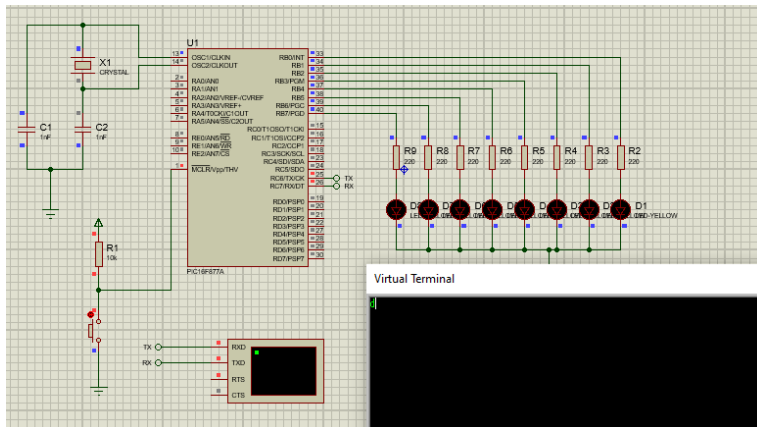 U1
X1
CRYSTAL
C1
1nF
C2
1nF
13
14
OSC1/CLKIN
OSC2/CLKOUT
2
3
4
5
6
7
RA0/AN0
RA1/AN1
RA2/AN2/VREF-/CVREF
RA3/AN3/VREF+
RA4/T0CKI/C1OUT
RA5/AN4/SS/C2OUT
8
9
10
RE0/AN5/RD
RE1/AN6/WR
RE2/AN7/CS
1
MCLR/Vpp/THV
RB0/INT
RB1
RB2
RB3/PGM
RB4
RB5
RB6/PGC
RB7/PGD
33
34
35
36
37
38
39
40
RC0/T1OSO/T1CKI
RC1/T1OSI/CCP2
RC2/CCP1
RC3/SCK/SCL
RC4/SDI/SDA
RC5/SDO
RC6/TX/CK
RC7/RX/DT
15
16
17
18
23
24
25
26
TX
RX
RD0/PSP0
RD1/PSP1
RD2/PSP2
RD3/PSP3
RD4/PSP4
RD5/PSP5
RD6/PSP6
RD7/PSP7
19
20
21
22
27
28
29
30
PIC16F877A
R1
10k
R9
220
R8
220
R7
220
R6
220
R5
220
R4
220
R3
220
R2
220
D1
LED-YELLOW
TX
RX
RXD
TXD
RTS
CTS
Virtual Terminal
d